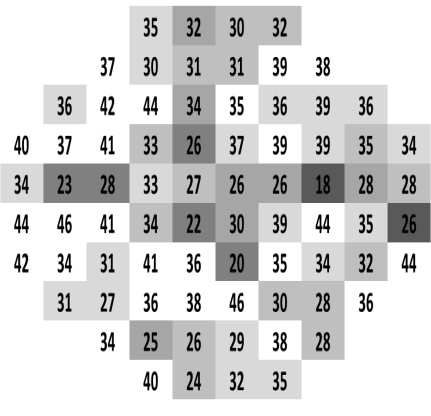 35 32 30 32
37 30 31 31 39 38
36 42 44 34 35 36 39 36
40 37 41 33 26 37 39 39 35 34
34 23 28 33 27 26 26 18 28 28
44 46 41 34 22 30 39 44 35 26
42 34 31 41 36 20 35 34 32 44
31 27 36 38 46 30 28 36
34 25 26 29 38 28
40 24 32 35